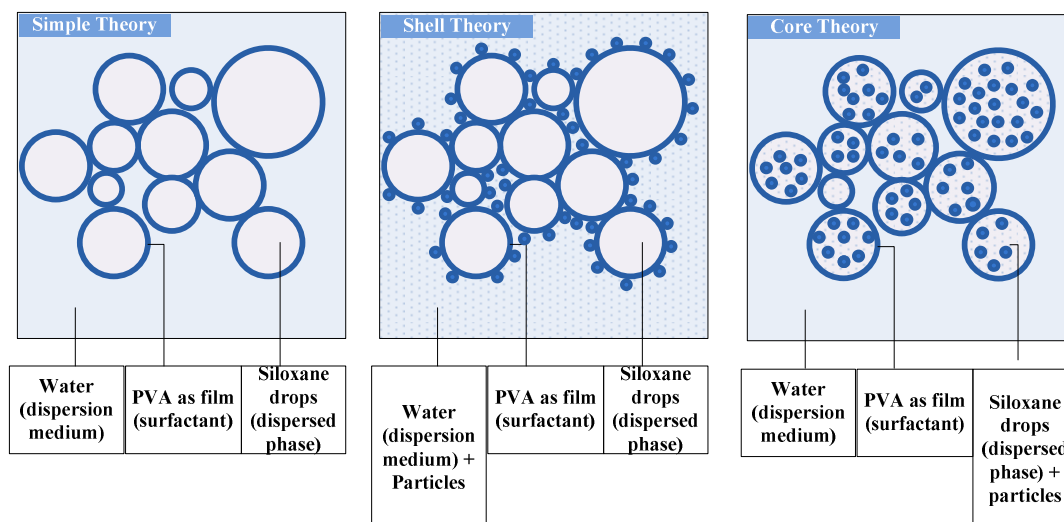 Simple Theory
Water
(dispersion
medium)
PVA as film
(surfactant)
Siloxane
drops
(dispersed
phase)
Shell Theory
Water
(dispersion
medium) +
Particles
PVA as film
(surfactant)
Siloxane
drops
(dispersed
phase)
Core Theory
Water
(dispersion
medium)
PVA as film
(surfactant)
Siloxane
drops
(dispersed
phase) +
particles